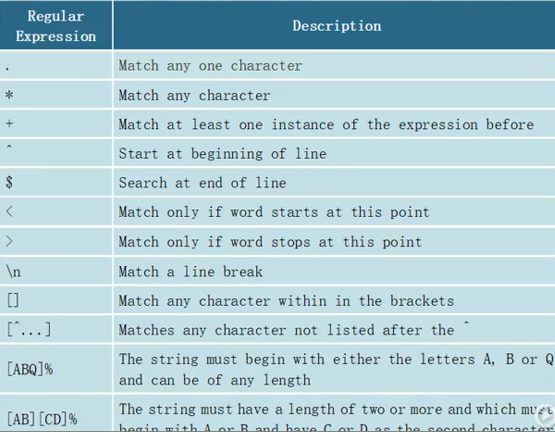 Regular
Expression
Description
. Match any one character
* Match any character
+ Match at least one instance of the expression before
^ Start at beginning of line
$ Search at end of line
< Match only if word starts at this point
> Match only if word stops at this point
\n Match a line break
[] Match any character within in the brackets
[^...] Matches any character not listed after the ^
[ABQ]% The string must begin with either the letters A, B or Q
and can be of any length
[AB][CD]% The string must have a length of two or more and which must
begin with A or B and have C or D as the second character